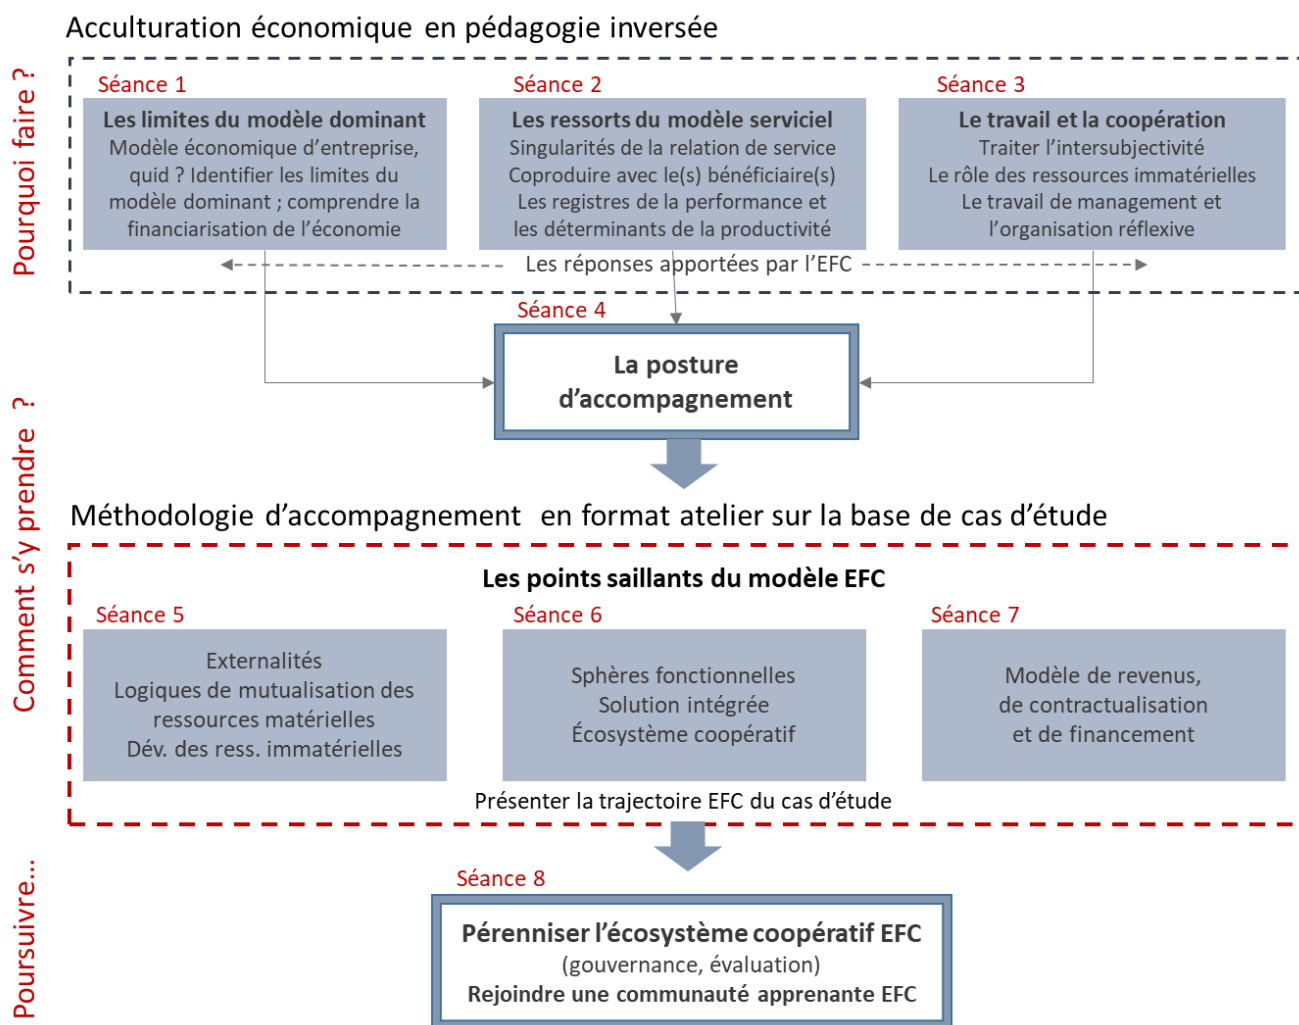 Acculturation économique en pédagogie inversée
Pourquoi faire ?
Séance 1
Les limites du modèle dominant
Modèle économique d’entreprise,
quid ? Identifier les limites du
modèle dominant ; comprendre la
financiarisation de l’économie
Séance 2
Les ressorts du modèle serviciel
Singularités de la relation de service
Coproduire avec le(s) bénéficiaire(s)
Les registres de la performance et
les déterminants de la productivité
Séance 3
Le travail et la coopération
Traiter l’intersubjectivité
Le rôle des ressources immatérielles
Le travail de management et
l’organisation réflexive
Les réponses apportées par l’EFC
Comment s’y prendre ?
Séance 4
La posture
d’accompagnement
Méthodologie d’accompagnement en format atelier sur la base de cas d’étude
Les points saillants du modèle EFC
Séance 5
Externalités
Logiques de mutualisation des
ressources matérielles
Dév. des ress. immatérielles
Séance 6
Sphères fonctionnelles
Solution intégrée
Écosystème coopératif
Séance 7
Modèle de revenus,
de contractualisation
et de financement
Présenter la trajectoire EFC du cas d’étude
Poursuivre...
Séance 8
Pérenniser l’écosystème coopératif EFC
(gouvernance, évaluation)
Rejoindre une communauté apprenante EFC